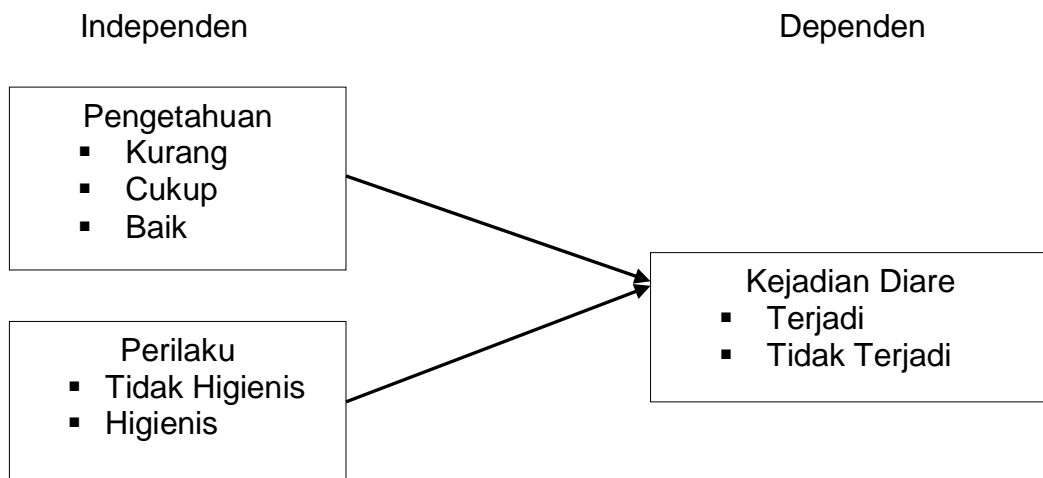 Independen
Dependen
Pengetahuan
▪ Kurang
▪ Cukup
▪ Baik
Kejadian Diare
▪ Terjadi
▪ Tidak Terjadi
Perilaku
▪ Tidak Higienis
▪ Higienis